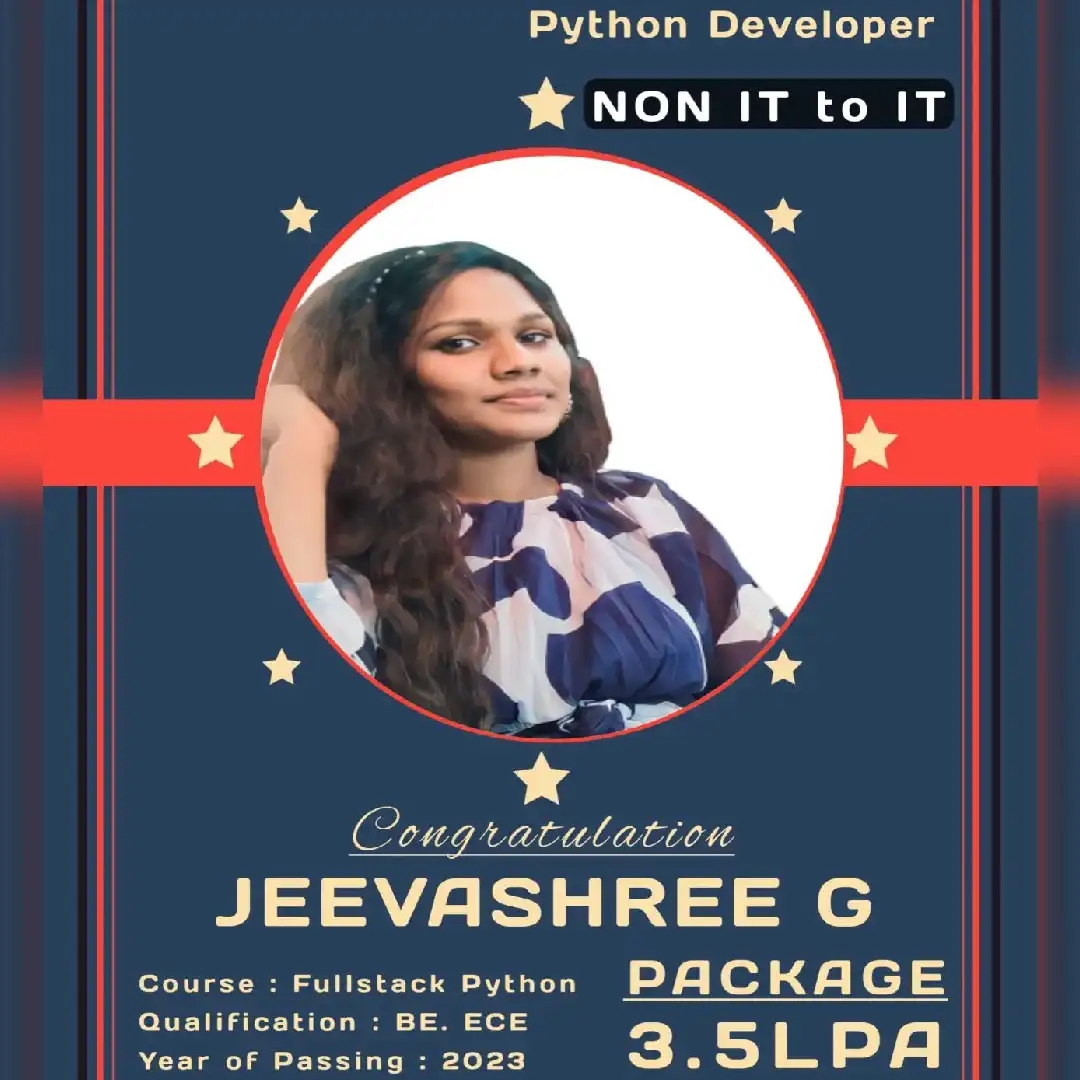 Python Developer
NON IT to IT
Congratulation
JEEVASHREE G
Course : Fullstack Python
Qualification : BE. ECE
Year of Passing : 2023
PACKAGE
3.5LPA